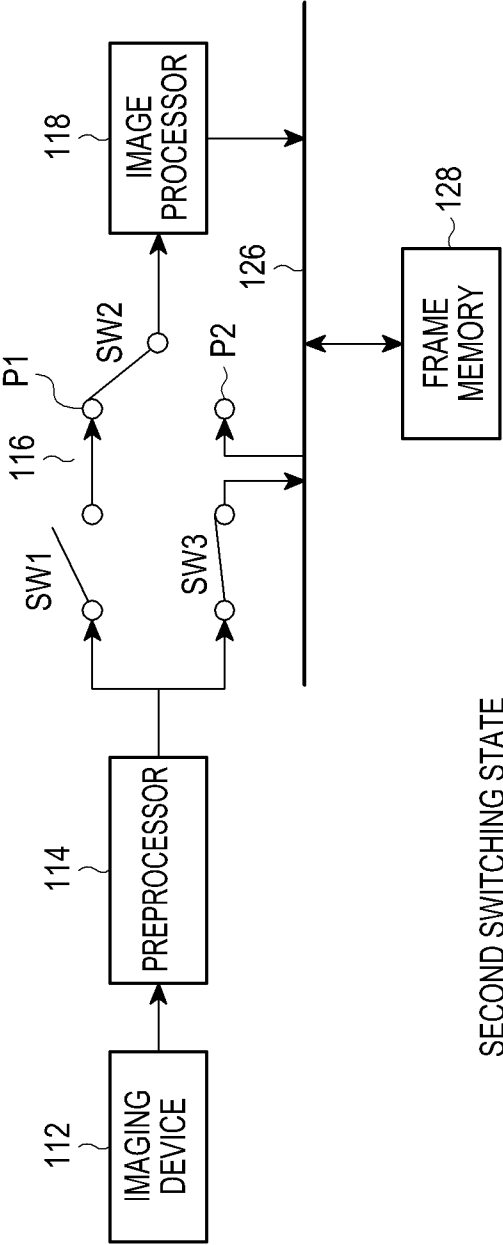 112
IMAGING
DEVICE
114
PREPROCESSOR
SW1
116
P1
SW2
118
IMAGE
PROCESSOR
SW3
P2
126
128
FRAME
MEMORY
SECOND SWITCHING STATE